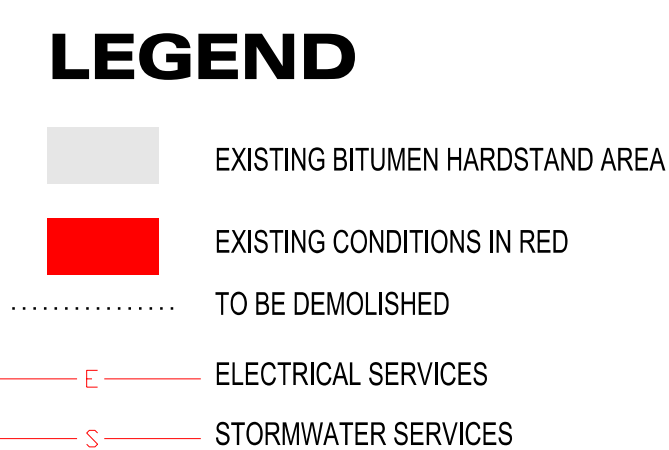 LEGEND
EXISTING BITUMEN HARDSTAND AREA
EXISTING CONDITIONS IN RED
TO BE DEMOLISHED
E ELECTRICAL SERVICES
S STORMWATER SERVICES